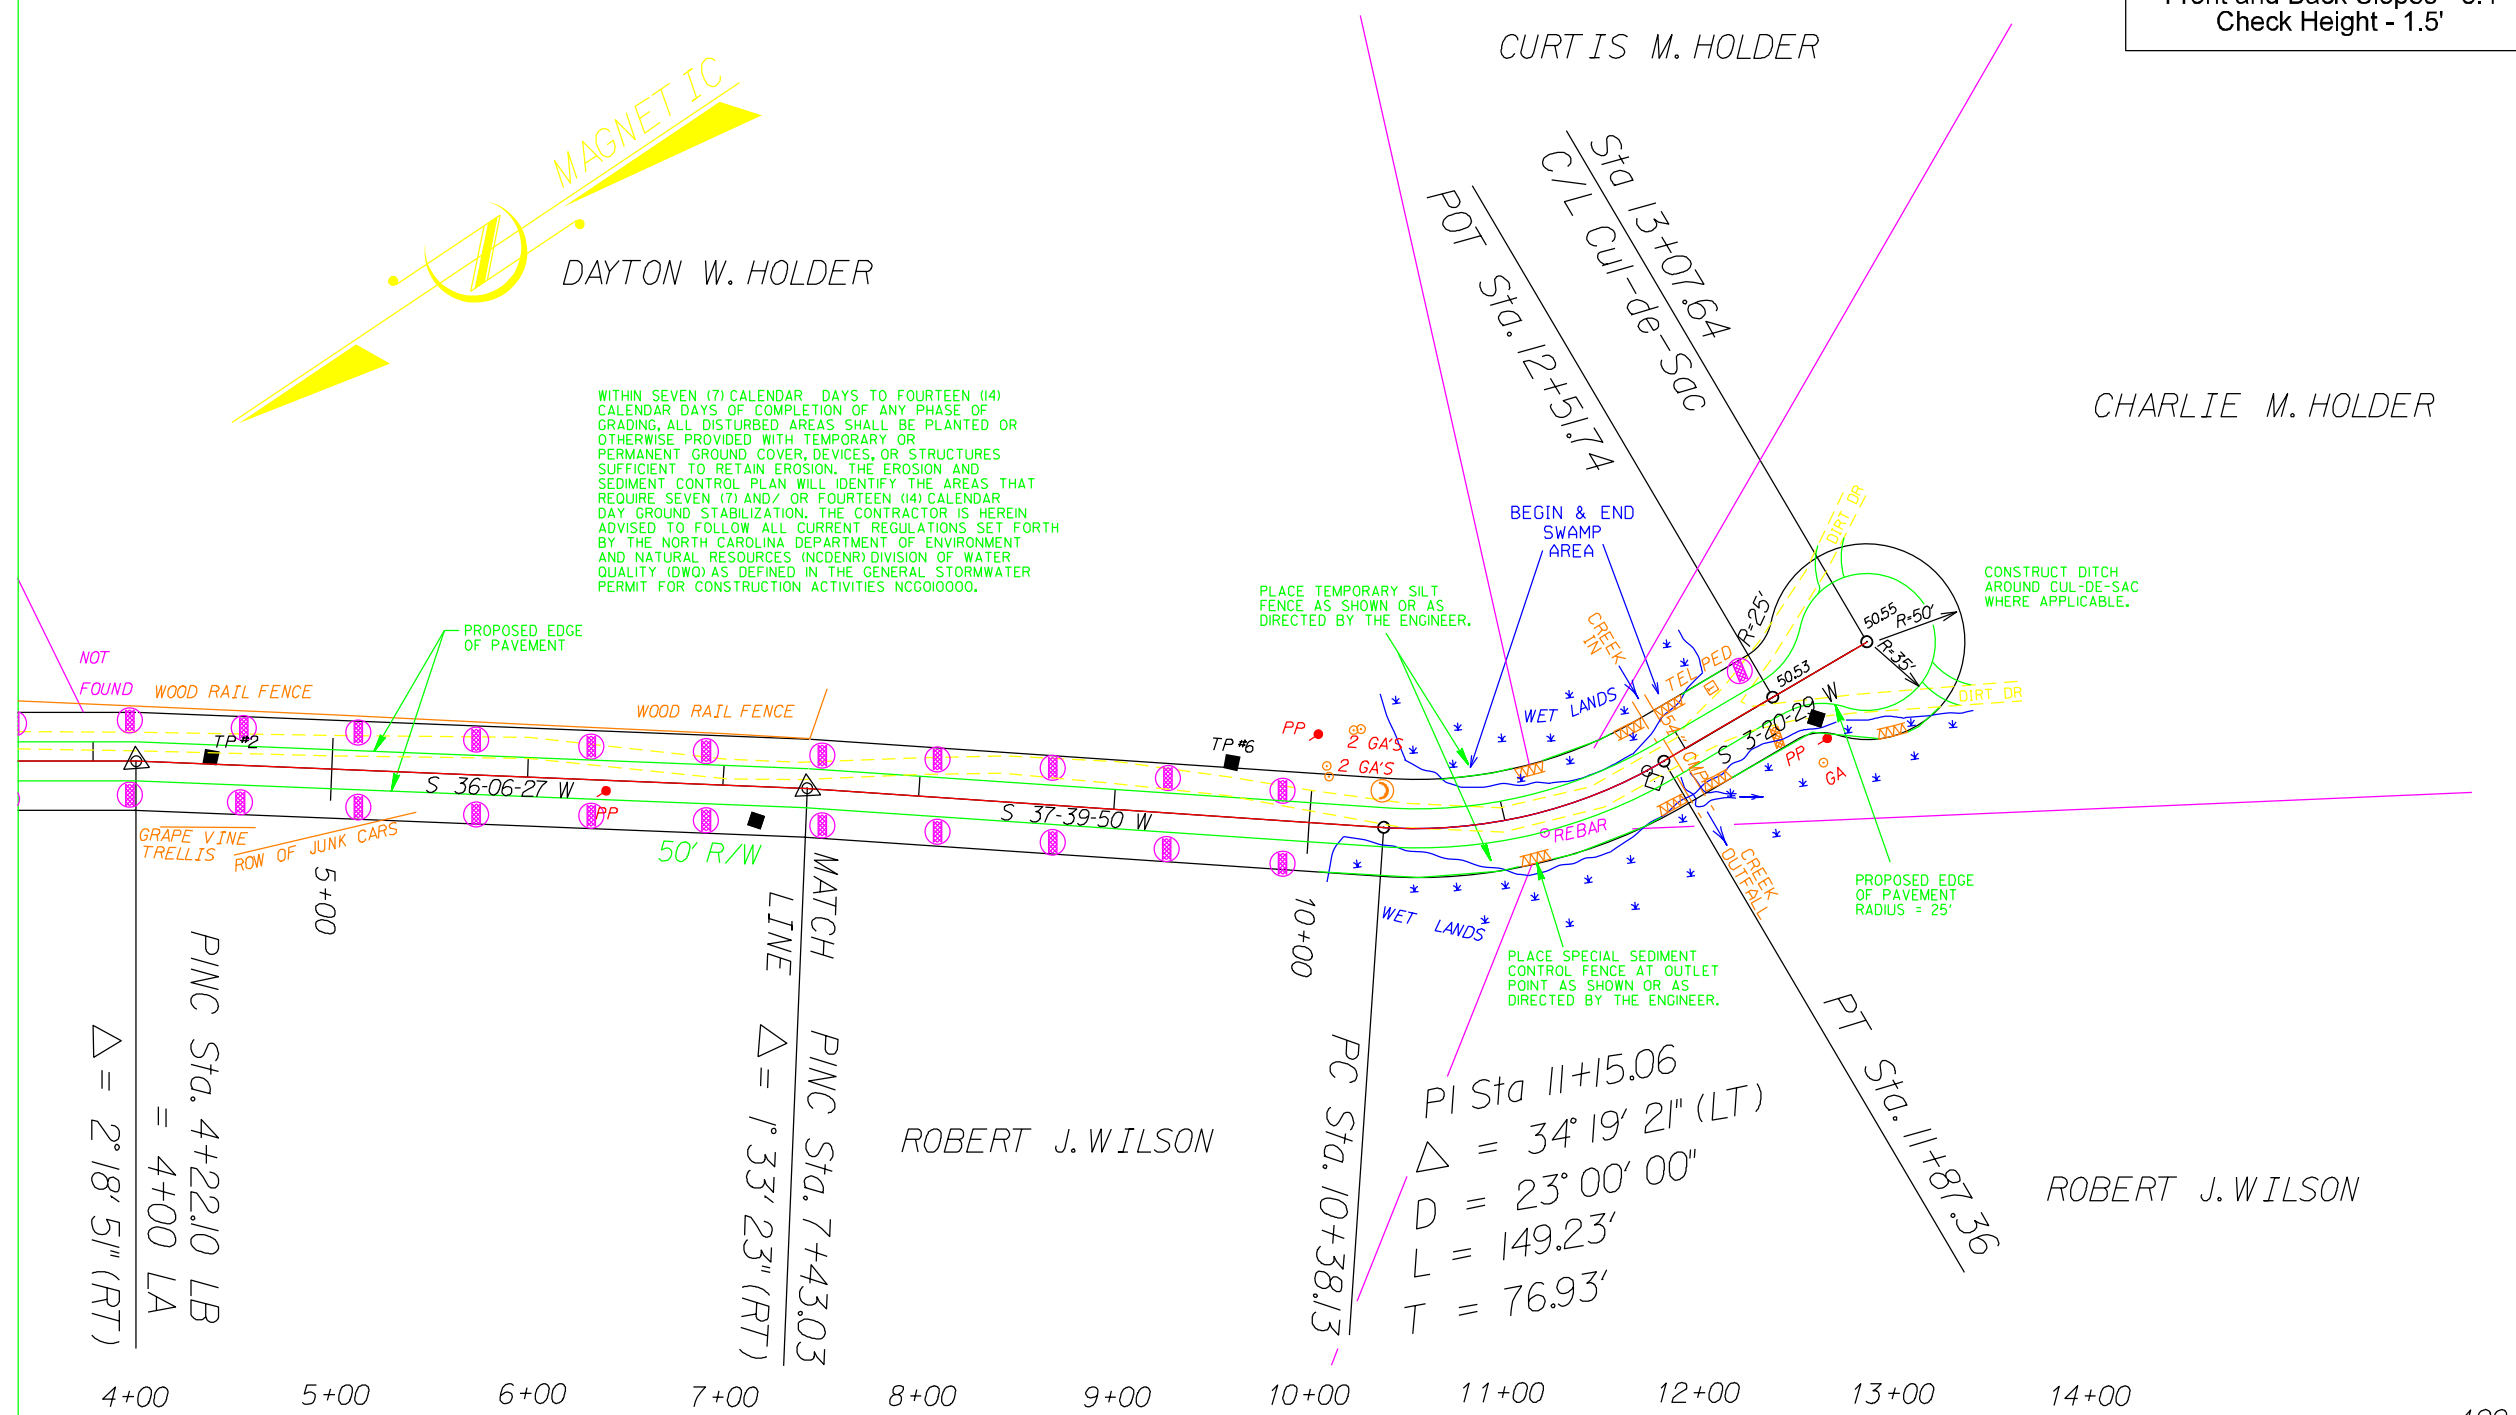 Check Height - 1.5'
CURTIS M. HOLDER
MAGNETIC
DAYTON W. HOLDER
Sta 13+07.64
C/L Cul-de-Sac
POT Sta. 12+51.74
CHARLIE M. HOLDER
WITHIN SEVEN (7) CALENDAR DAYS TO FOURTEEN (14)
CALENDAR DAYS OF COMPLETION OF ANY PHASE OF
GRADING, ALL DISTURBED AREAS SHALL BE PLANTED OR
OTHERWISE PROVIDED WITH TEMPORARY OR
PERMANENT GROUND COVER, DEVICES, OR STRUCTURES
SUFFICIENT TO RETAIN EROSION. THE EROSION AND
SEDIMENT CONTROL PLAN WILL IDENTIFY THE AREAS THAT
REQUIRE SEVEN (7) AND/ OR FOURTEEN (14) CALENDAR
DAY GROUND STABILIZATION. THE CONTRACTOR IS HEREIN
ADVISED TO FOLLOW ALL CURRENT REGULATIONS SET FORTH
BY THE NORTH CAROLINA DEPARTMENT OF ENVIRONMENT
AND NATURAL RESOURCES (NCDENR) DIVISION OF WATER
QUALITY (DWQ) AS DEFINED IN THE GENERAL STORMWATER
PERMIT FOR CONSTRUCTION ACTIVITIES NCG010000.
BEGIN & END
SWAMP
AREA
DIRT DR
CONSTRUCT DITCH
AROUND CUL-DE-SAC
WHERE APPLICABLE.
PLACE TEMPORARY SILT
FENCE AS SHOWN OR AS
DIRECTED BY THE ENGINEER.
CREEK
IN
R=25'
50.55
R=50'
R=35'
50.53
PROPOSED EDGE
OF PAVEMENT
NOT
FOUND
WOOD RAIL FENCE
WOOD RAIL FENCE
TEL PED
WET LANDS
DIRT DR
TP #2
TP #6
PP
2 GA'S
2 GA'S
54" CMP
S 3-20-29 W
PP
GA
S 36-06-27 W
PP
S 37-39-50 W
REBAR
GRAPE VINE
TRELLIS
ROW OF JUNK CARS
50' R/W
CREEK
OUTFALL
PROPOSED EDGE
OF PAVEMENT
RADIUS = 25'
WET LANDS
PLACE SPECIAL SEDIMENT
CONTROL FENCE AT OUTLET
POINT AS SHOWN OR AS
DIRECTED BY THE ENGINEER.
5+00
10+00
MATCH
LINE
PINC Sta. 4+22.10 LB
= 4+00 LA
△ = 2° 18' 51" (RT)
PINC Sta. 7+43.03
△ = 1° 33' 23" (RT)
PC Sta. 10+38.13
PI Sta 11+15.06
△ = 34° 19' 21" (LT)
D = 23° 00' 00"
L = 149.23'
T = 76.93'
PT Sta. 11+87.36
ROBERT J. WILSON
ROBERT J. WILSON
4+00 5+00 6+00 7+00 8+00 9+00 10+00 11+00 12+00 13+00 14+00